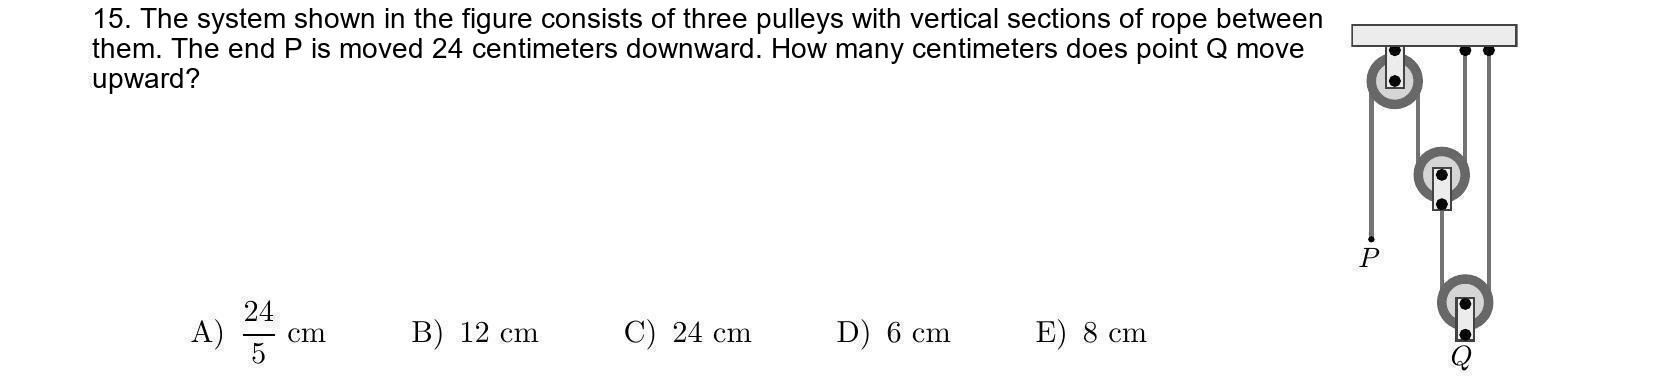 15. The system shown in the figure consists of three pulleys with vertical sections of rope between
them. The end P is moved 24 centimeters downward. How many centimeters does point Q move
upward?
P
A) 24/5 cm B) 12 cm C) 24 cm D) 6 cm E) 8 cm
Q